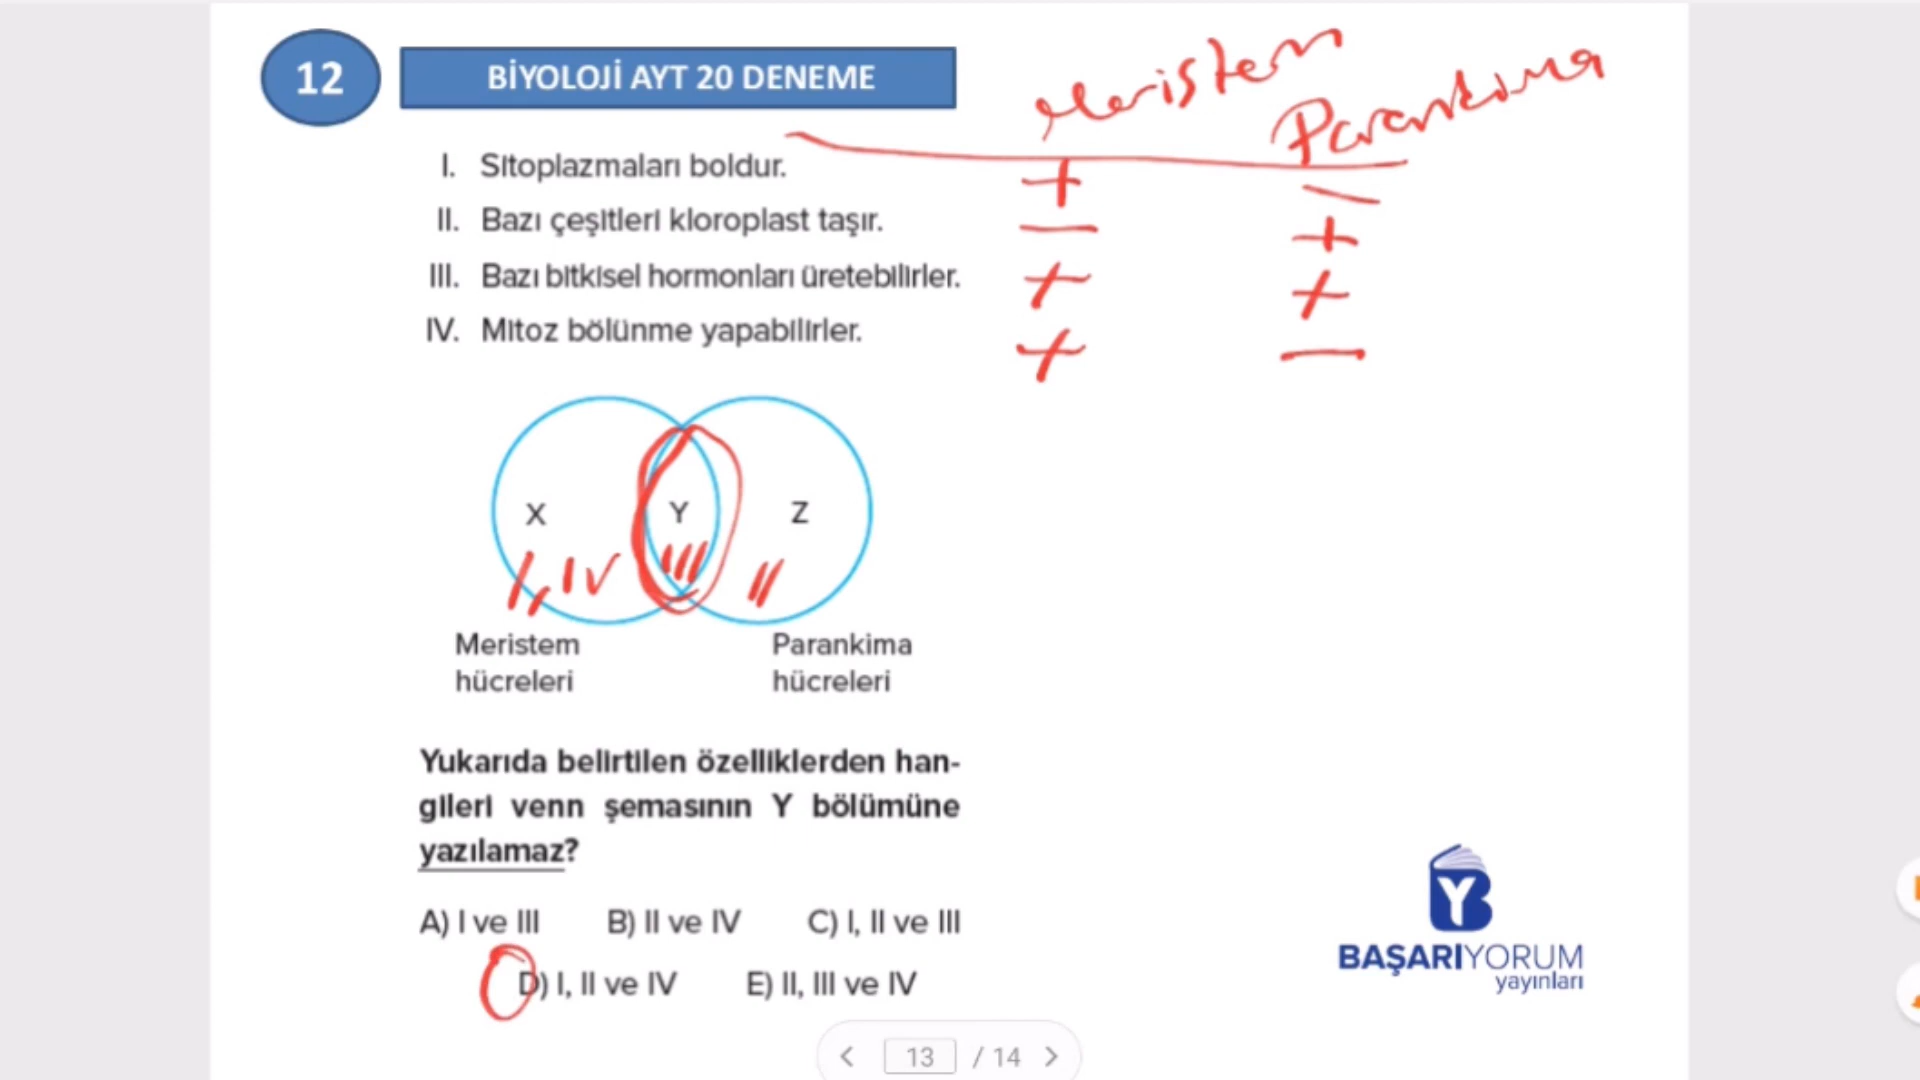 12
BİYOLOJİ AYT 20 DENEME
Meristem
Parankima
I. Sitoplazmaları boldur. + −
II. Bazı çeşitleri kloroplast taşır. − +
III. Bazı bitkisel hormonları üretebilirler. + +
IV. Mitoz bölünme yapabilirler. + −
X Y Z
I, IV III II
Meristem Parankima
hücreleri hücreleri
Yukarıda belirtilen özelliklerden han-
gileri venn şemasının Y bölümüne
yazılamaz?
A) I ve III B) II ve IV C) I, II ve III
D) I, II ve IV E) II, III ve IV
Y
BAŞARIYORUM
yayınları
< 13 / 14 >